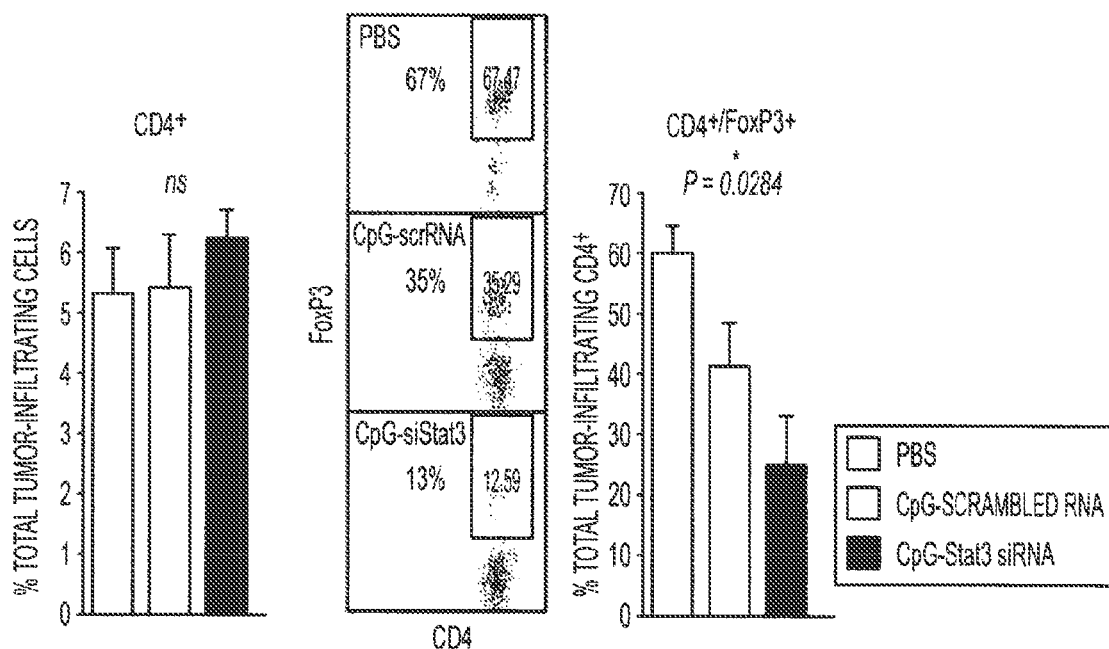 CD4+
ns
% TOTAL TUMOR-INFILTRATING CELLS
7
6
5
4
3
2
1
0
PBS
67%
67.47
CpG-scrRNA
35%
35.29
CpG-siStat3
13%
12.59
FoxP3
CD4
CD4+/FoxP3+
*
P = 0.0284
% TOTAL TUMOR-INFILTRATING CD4+
70
60
50
40
30
20
10
0
PBS
CpG-SCRAMBLED RNA
CpG-Stat3 siRNA